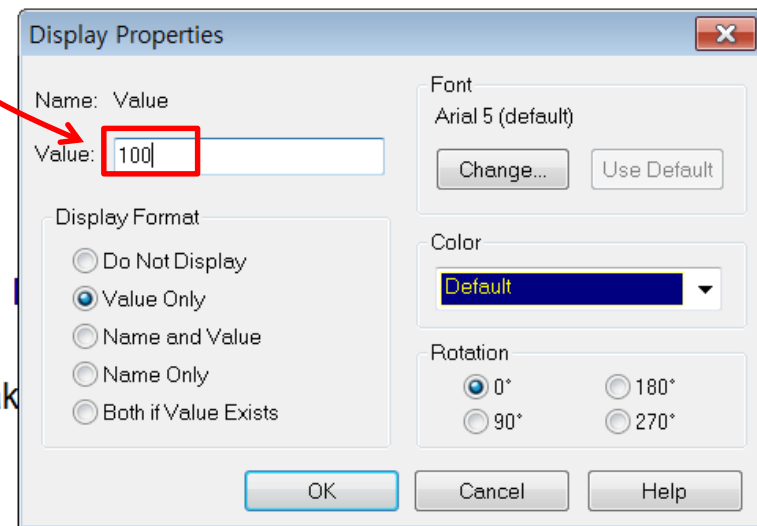 Display Properties
Name: Value
Value: 100
Display Format
Do Not Display
Value Only
Name and Value
Name Only
Both if Value Exists
Font
Arial 5 (default)
Change...
Use Default
Color
Default
Rotation
0°
180°
90°
270°
OK
Cancel
Help